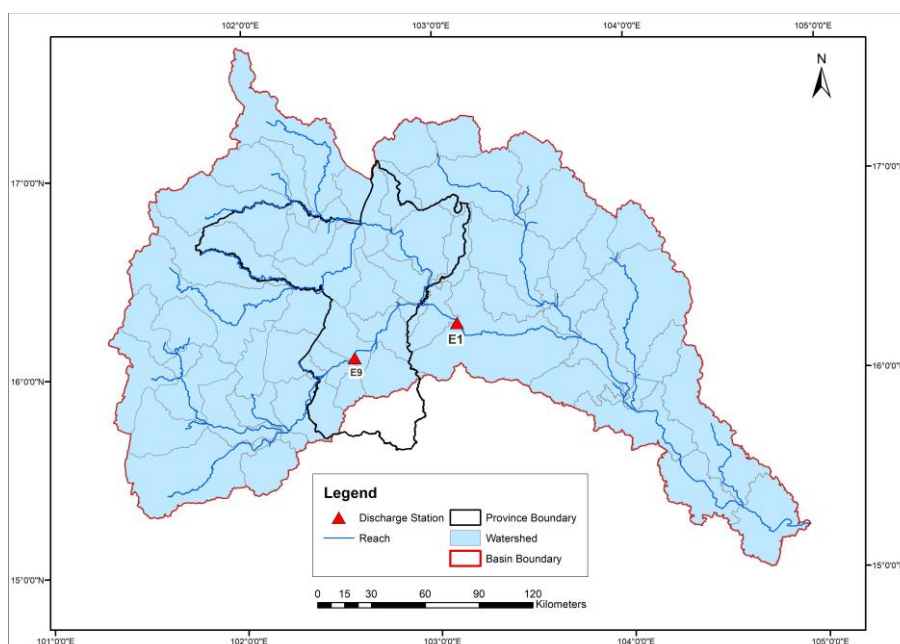 102°0'0"E 103°0'0"E 104°0'0"E 105°0'0"E
N
17°0'0"N 17°0'0"N
E1
E9
16°0'0"N 16°0'0"N
Legend
Discharge Station Province Boundary
Reach Watershed
Basin Boundary
15°0'0"N 15°0'0"N
0 15 30 60 90 120
Kilometers
101°0'0"E 102°0'0"E 103°0'0"E 104°0'0"E 105°0'0"E